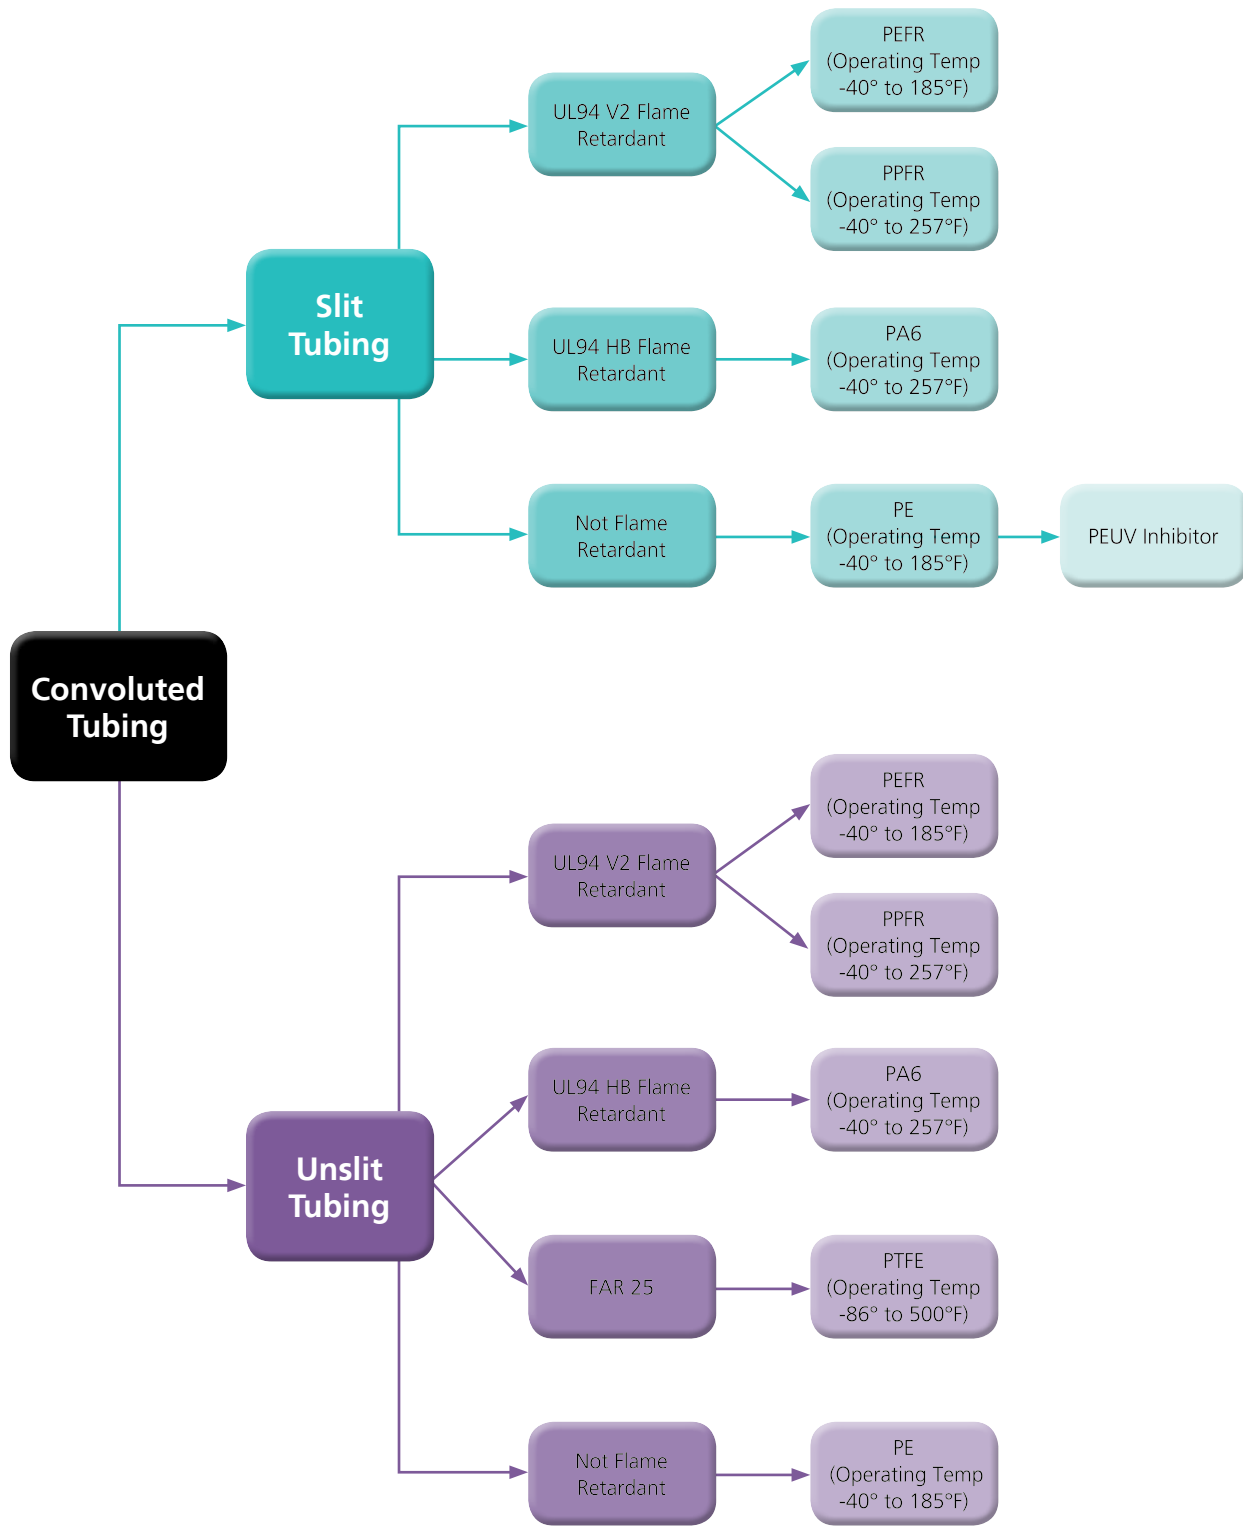 PEFR
(Operating Temp
-40° to 185°F)
UL94 V2 Flame
Retardant
PPFR
(Operating Temp
-40° to 257°F)
Slit
Tubing
UL94 HB Flame
Retardant
PA6
(Operating Temp
-40° to 257°F)
Not Flame
Retardant
PE
(Operating Temp
-40° to 185°F)
PEUV Inhibitor
Convoluted
Tubing
PEFR
(Operating Temp
-40° to 185°F)
UL94 V2 Flame
Retardant
PPFR
(Operating Temp
-40° to 257°F)
UL94 HB Flame
Retardant
PA6
(Operating Temp
-40° to 257°F)
Unslit
Tubing
FAR 25
PTFE
(Operating Temp
-86° to 500°F)
Not Flame
Retardant
PE
(Operating Temp
-40° to 185°F)